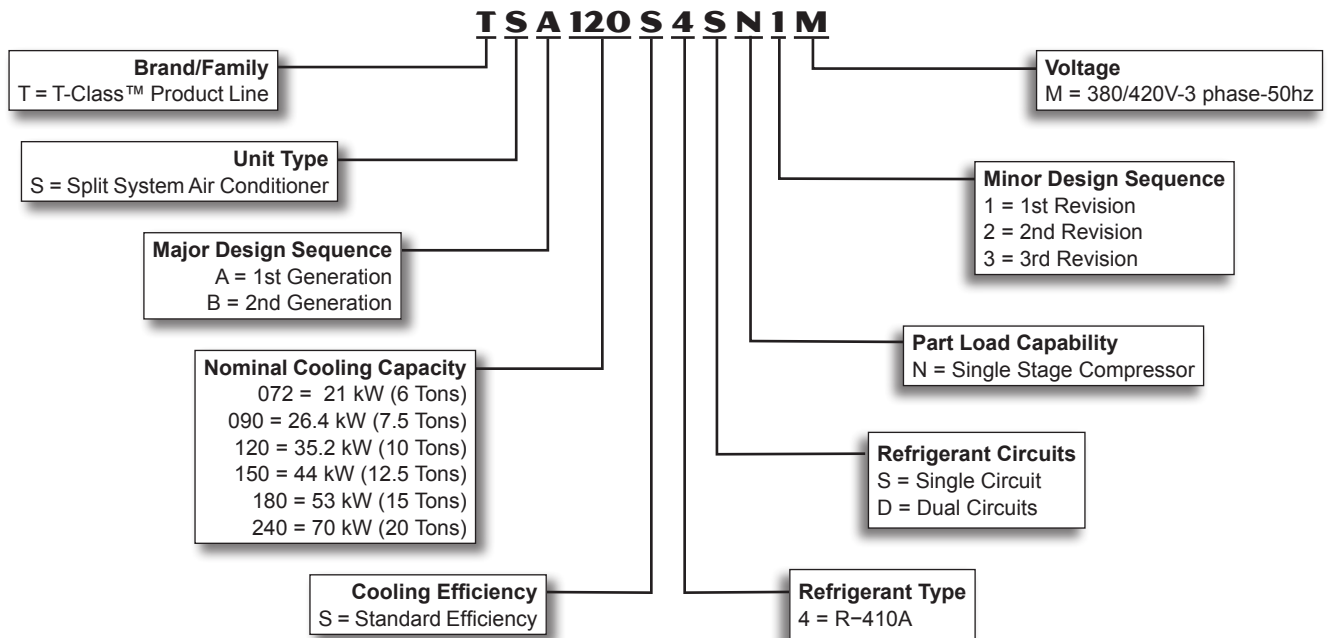 T S A 120 S 4 S N 1 M
Brand/Family
T = T-Class™ Product Line
Unit Type
S = Split System Air Conditioner
Major Design Sequence
A = 1st Generation
B = 2nd Generation
Nominal Cooling Capacity
072 = 21 kW (6 Tons)
090 = 26.4 kW (7.5 Tons)
120 = 35.2 kW (10 Tons)
150 = 44 kW (12.5 Tons)
180 = 53 kW (15 Tons)
240 = 70 kW (20 Tons)
Cooling Efficiency
S = Standard Efficiency
Voltage
M = 380/420V-3 phase-50hz
Minor Design Sequence
1 = 1st Revision
2 = 2nd Revision
3 = 3rd Revision
Part Load Capability
N = Single Stage Compressor
Refrigerant Circuits
S = Single Circuit
D = Dual Circuits
Refrigerant Type
4 = R−410A